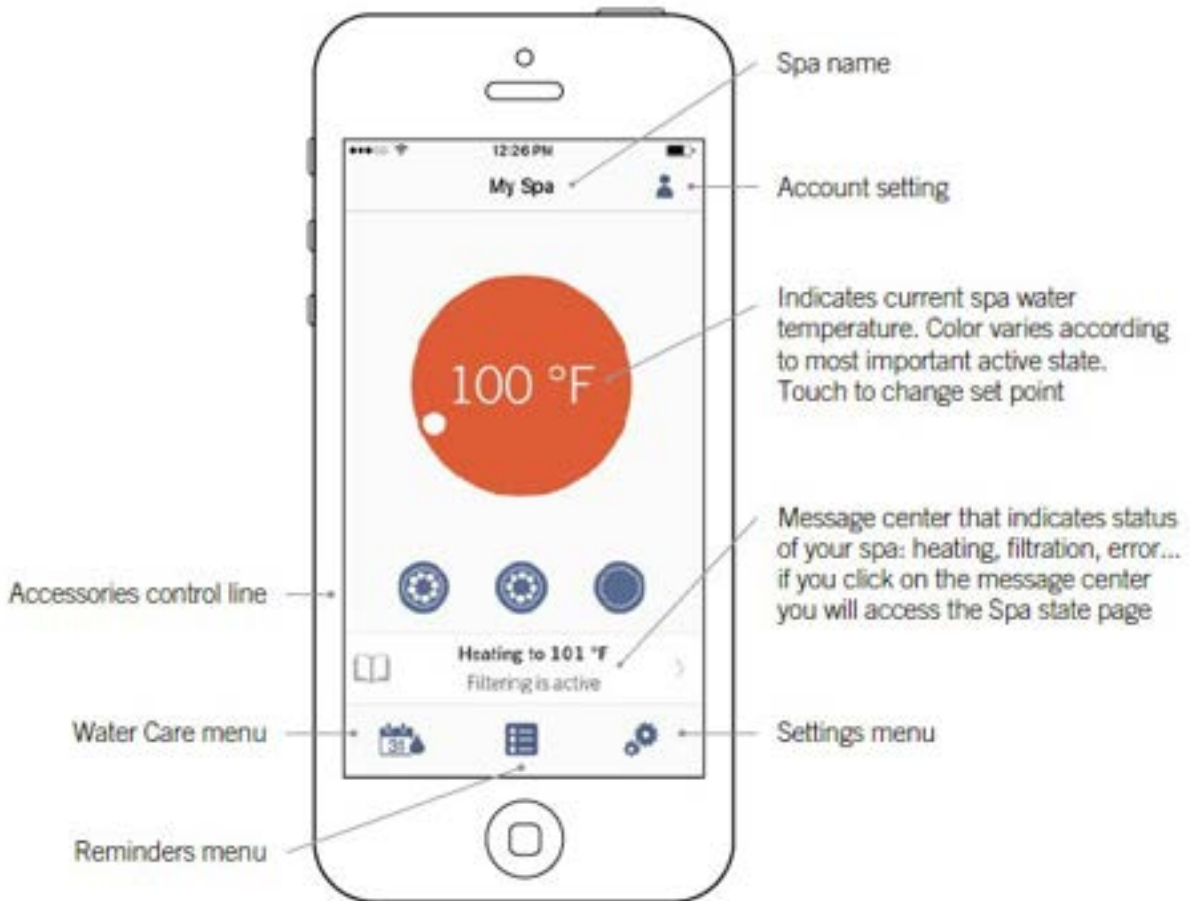 Spa name
12:26 PM
My Spa
Account setting
Indicates current spa water
temperature. Color varies according
to most important active state.
Touch to change set point
100 °F
Message center that indicates status
of your spa: heating, filtration, error...
if you click on the message center
you will access the Spa state page
Accessories control line
Heating to 101 °F
Filtering is active
Water Care menu
31
Settings menu
Reminders menu